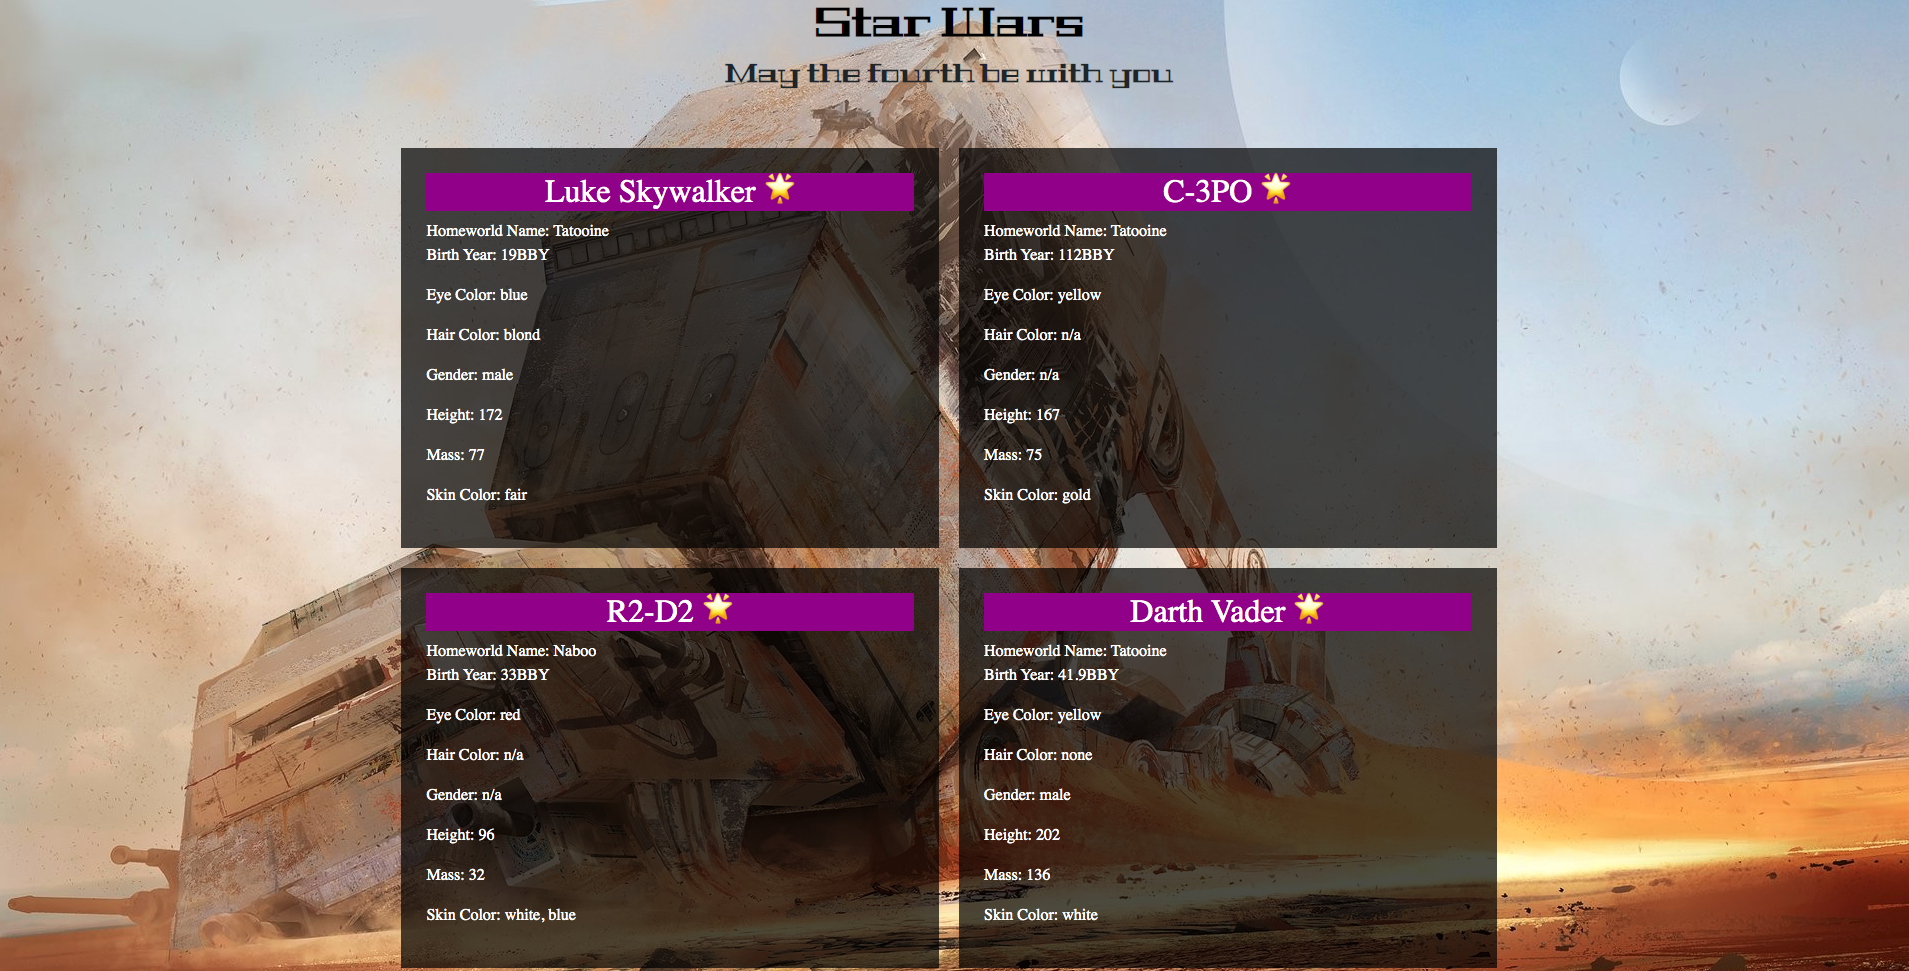 Star Wars
May the fourth be with you
Luke Skywalker 🌟
Homeworld Name: Tatooine
Birth Year: 19BBY
Eye Color: blue
Hair Color: blond
Gender: male
Height: 172
Mass: 77
Skin Color: fair
C-3PO 🌟
Homeworld Name: Tatooine
Birth Year: 112BBY
Eye Color: yellow
Hair Color: n/a
Gender: n/a
Height: 167
Mass: 75
Skin Color: gold
R2-D2 🌟
Homeworld Name: Naboo
Birth Year: 33BBY
Eye Color: red
Hair Color: n/a
Gender: n/a
Height: 96
Mass: 32
Skin Color: white, blue
Darth Vader 🌟
Homeworld Name: Tatooine
Birth Year: 41.9BBY
Eye Color: yellow
Hair Color: none
Gender: male
Height: 202
Mass: 136
Skin Color: white